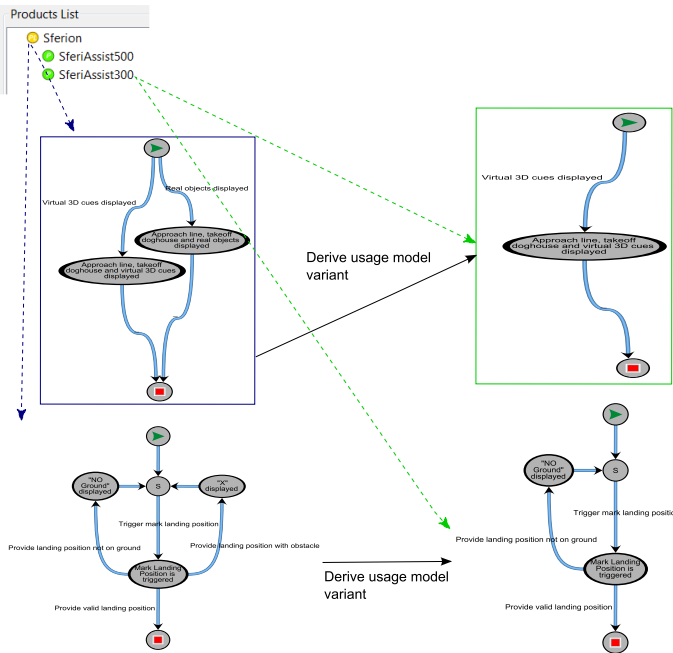 Products List
Sferion
SferiAssist500
SferiAssist300
Virtual 3D cues displayed
Real objects displayed
Approach line, takeoff
doghouse and real objects
displayed
Approach line, takeoff
doghouse and virtual 3D cues
displayed
Derive usage model
variant
Virtual 3D cues displayed
Approach line, takeoff
doghouse and virtual 3D cues
displayed
"NO
Ground"
displayed
S
"X"
displayed
Trigger mark landing position
Provide landing position not on ground
Provide landing position with obstacle
Mark Landing
Position is
triggered
Provide valid landing position
Derive usage model
variant
"NO
Ground"
displayed
S
Trigger mark landing positic
Provide landing position not on ground
Mark Landing
Position is
triggered
Provide valid landing position